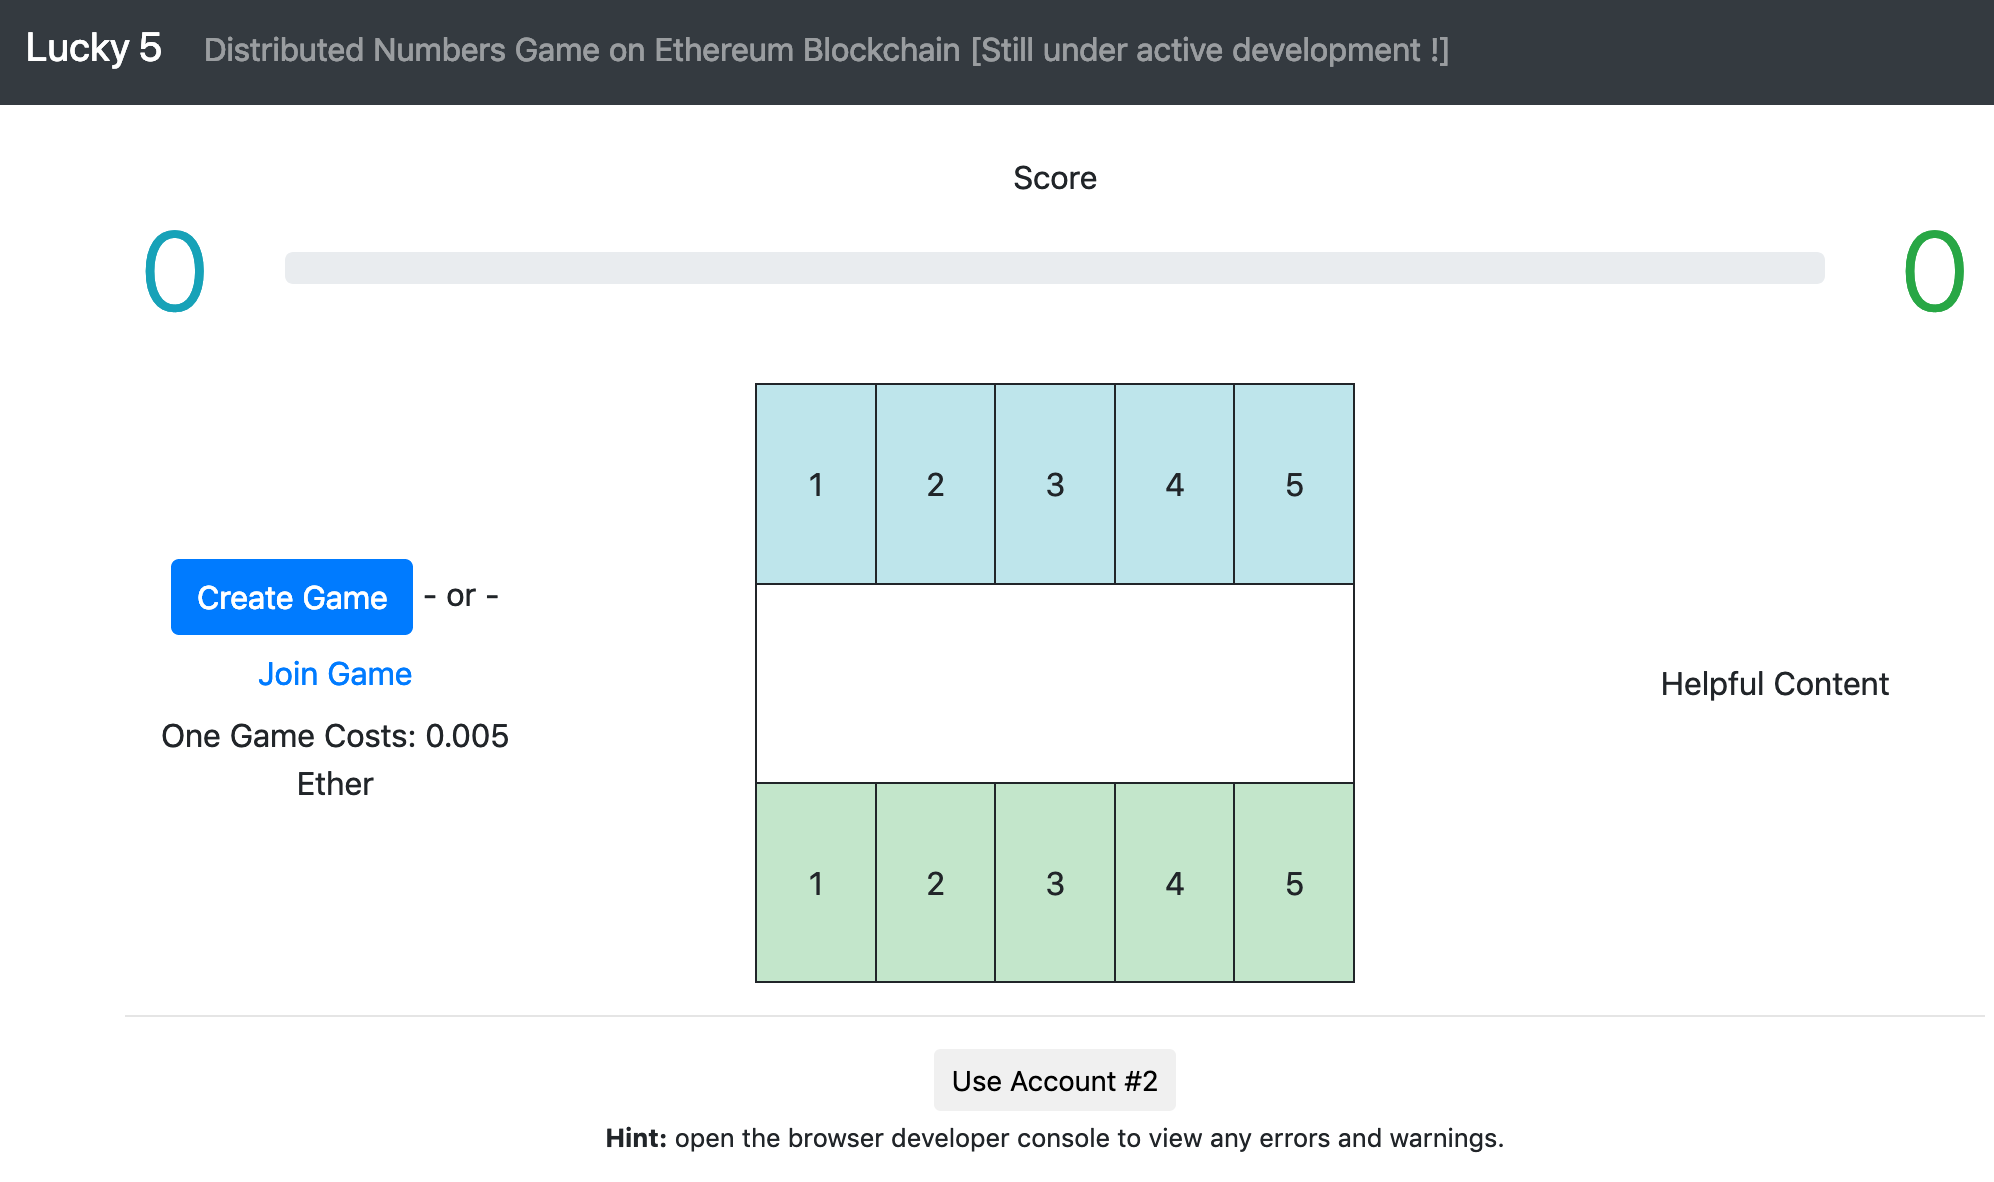 Lucky 5 Distributed Numbers Game on Ethereum Blockchain [Still under active development !]
Score
0 0
1 2 3 4 5
Create Game - or -
Join Game
Helpful Content
One Game Costs: 0.005
Ether
1 2 3 4 5
Use Account #2
Hint: open the browser developer console to view any errors and warnings.